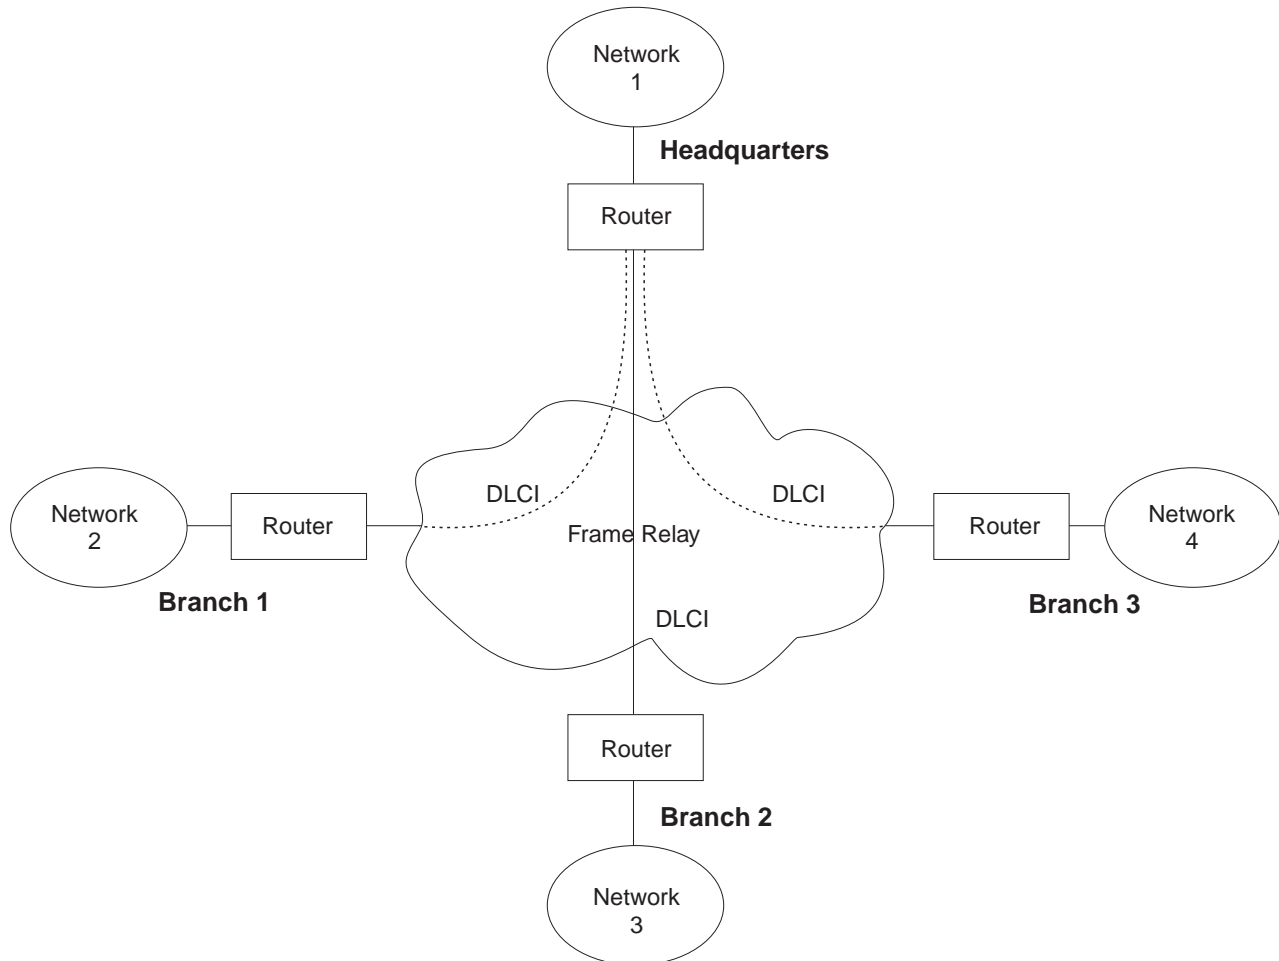 Network
1
Headquarters
Router
DLCI
DLCI
Network
2
Router
Frame Relay
Router
Network
4
Branch 1
Branch 3
DLCI
Router
Branch 2
Network
3